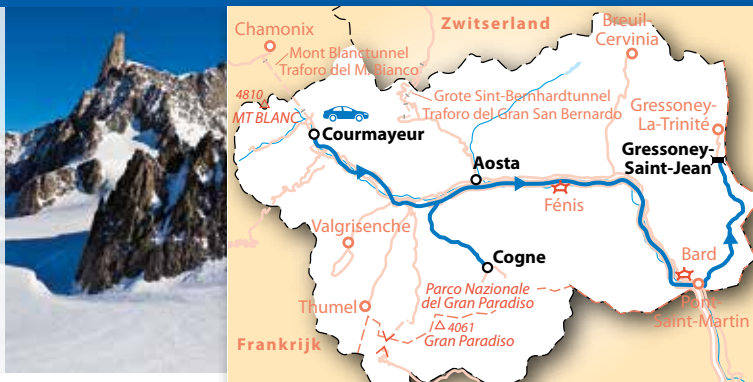 Chamonix
Zwitserland
Breuil-
Cervinia
Mont Blanctunnel
Traforo del M. Bianco
4810
MT BLANC
Grote Sint-Bernhardtunnel
Traforo del Gran San Bernardo
Gressoney-
La-Trinité
Courmayeur
Gressoney-
Saint-Jean
Aosta
Fénis
Valgrisenche
Bard
Cogne
Parco Nazionale
del Gran Paradiso
Pont-
Saint-Martin
Thumel
4061
Gran Paradiso
Frankrijk